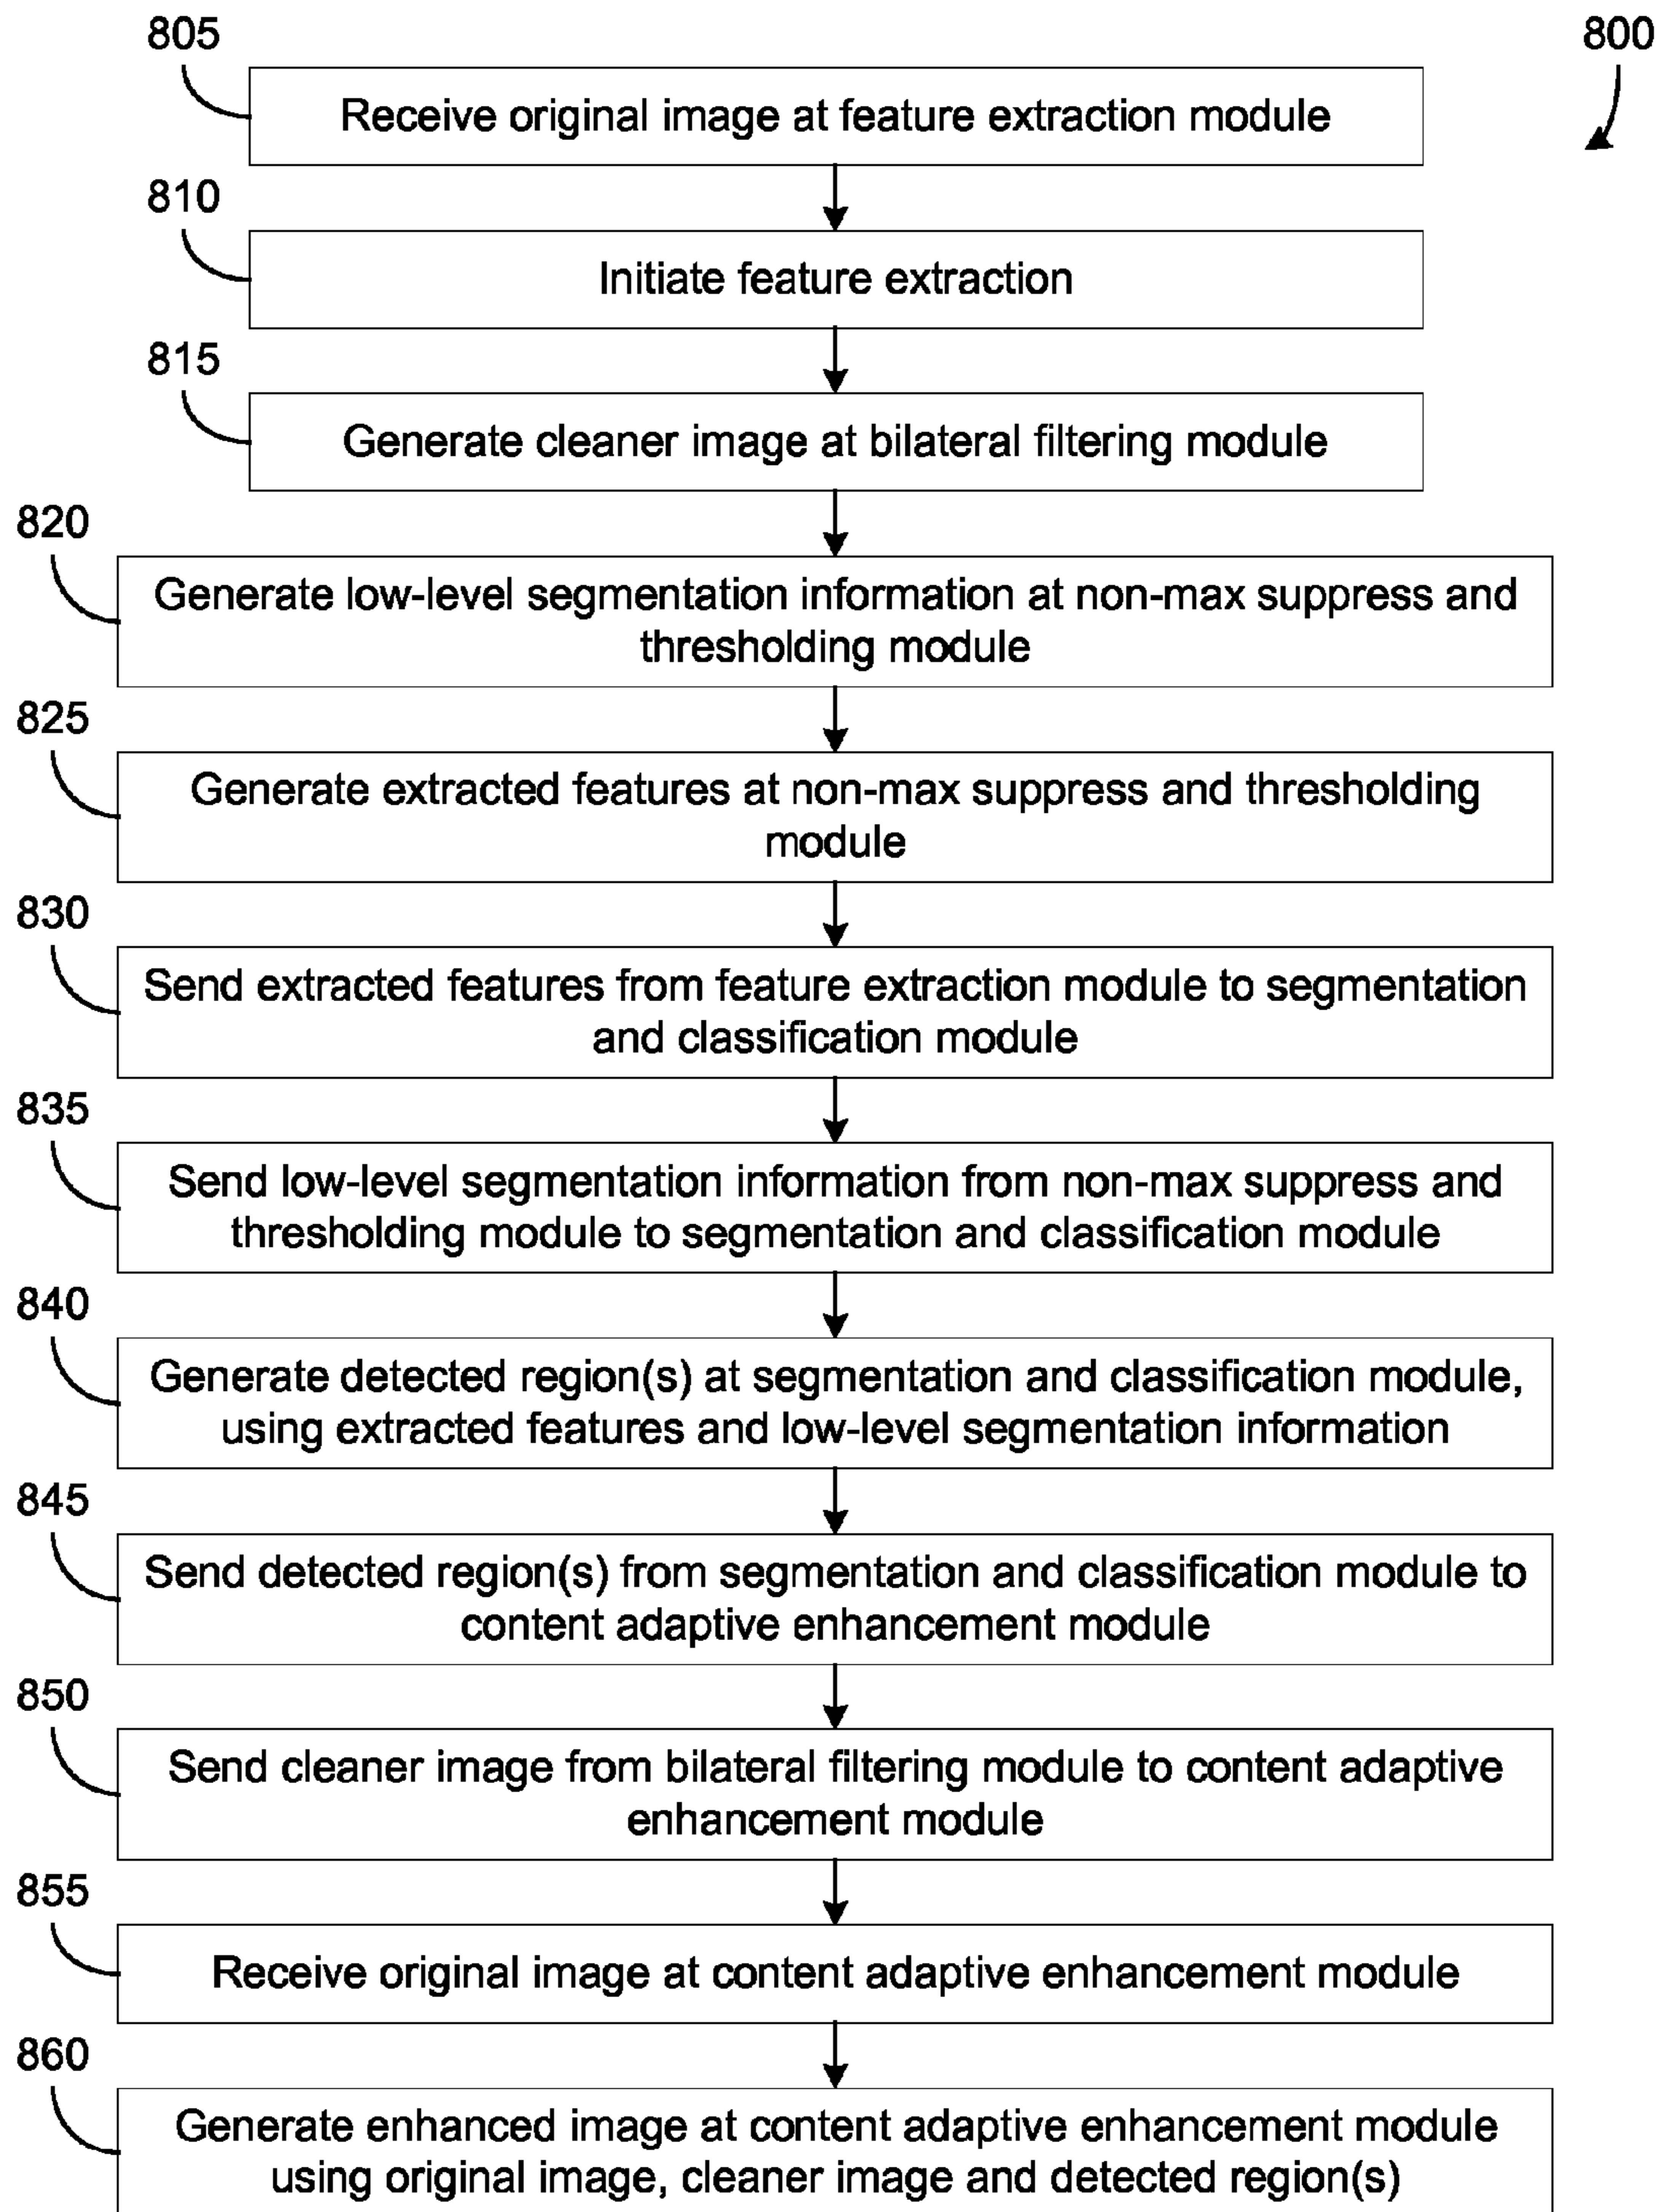 805
800
Receive original image at feature extraction module
810
Initiate feature extraction
815
Generate cleaner image at bilateral filtering module
820
Generate low-level segmentation information at non-max suppress and
thresholding module
825
Generate extracted features at non-max suppress and thresholding
module
830
Send extracted features from feature extraction module to segmentation
and classification module
835
Send low-level segmentation information from non-max suppress and
thresholding module to segmentation and classification module
840
Generate detected region(s) at segmentation and classification module,
using extracted features and low-level segmentation information
845
Send detected region(s) from segmentation and classification module to
content adaptive enhancement module
850
Send cleaner image from bilateral filtering module to content adaptive
enhancement module
855
Receive original image at content adaptive enhancement module
860
Generate enhanced image at content adaptive enhancement module
using original image, cleaner image and detected region(s)